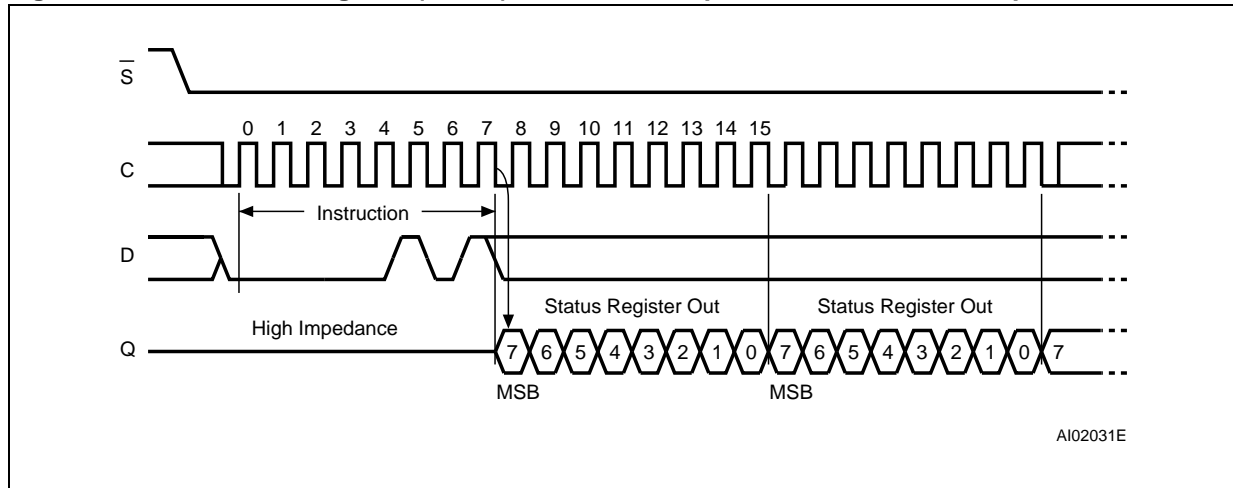 S
0 1 2 3 4 5 6 7 8 9 10 11 12 13 14 15
C
Instruction
D
Status Register Out Status Register Out
High Impedance
Q 7 6 5 4 3 2 1 0 7 6 5 4 3 2 1 0 7
MSB MSB
AI02031E